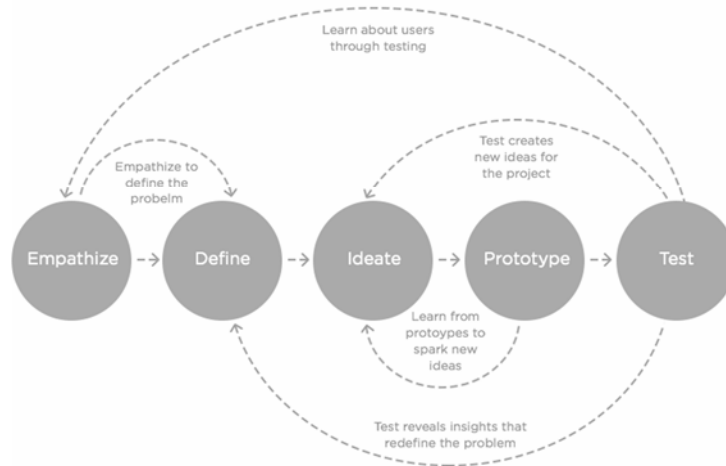 Learn about users
through testing
Test creates
new ideas for
the project
Empathize to
define the
probelm
Empathize
Define
Ideate
Prototype
Test
Learn from
protoypes to
spark new
ideas
Test reveals insights that
redefine the problem